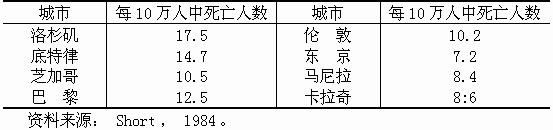 城市 每10万人中死亡人数 城市 每10万人中死亡人数
洛杉矶 17.5 伦 敦 10.2
底特律 14.7 东 京 7.2
芝加哥 10.5 马尼拉 8.4
巴 黎 12.5 卡拉奇 8:6
资料来源： Short， 1984。